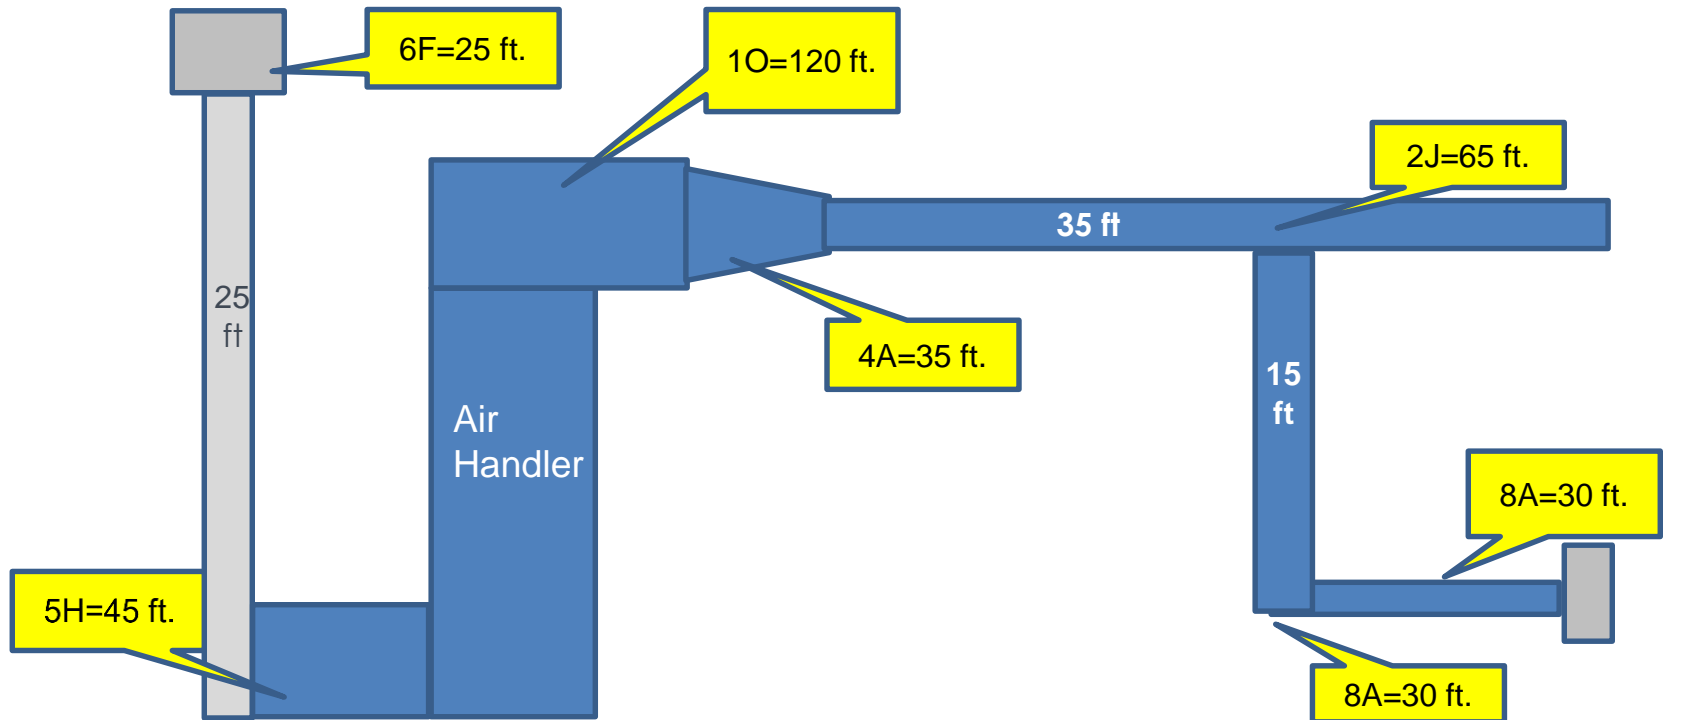 6F=25 ft.
1O=120 ft.
2J=65 ft.
35 ft
25
ft
4A=35 ft.
15
ft
Air
Handler
8A=30 ft.
5H=45 ft.
8A=30 ft.